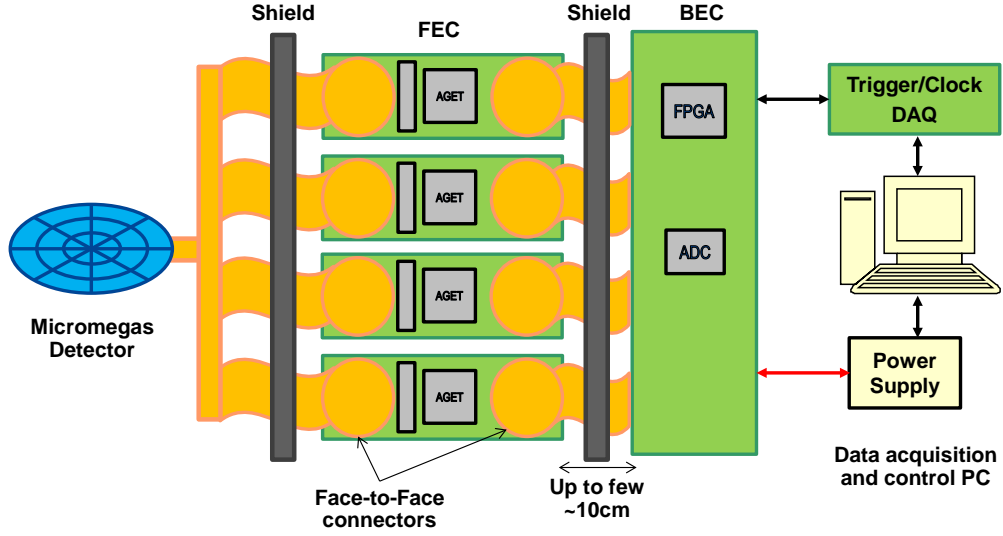 Shield
FEC
Shield
BEC
AGET
FPGA
Trigger/Clock
DAQ
AGET
ADC
AGET
Micromegas
Detector
Power
Supply
AGET
Face-to-Face
connectors
Up to few
~10cm
Data acquisition
and control PC